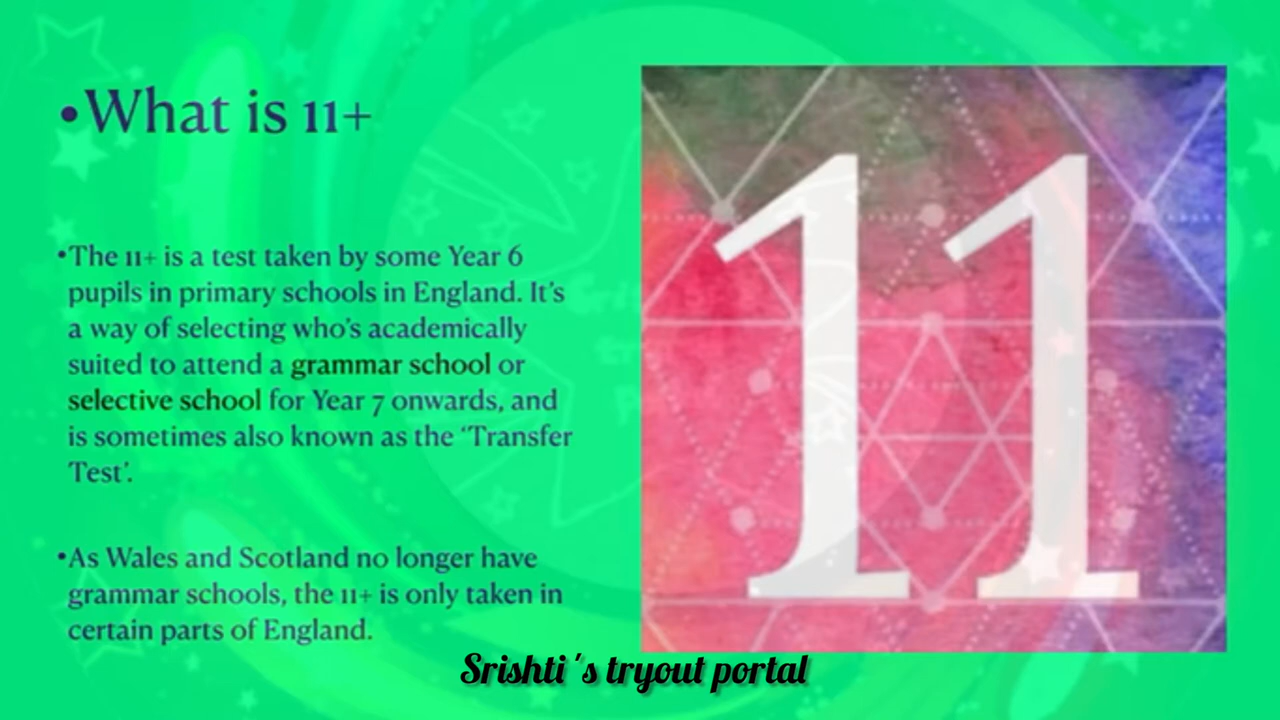 •What is 11+
•The 11+ is a test taken by some Year 6
pupils in primary schools in England. It’s
a way of selecting who’s academically
suited to attend a grammar school or
selective school for Year 7 onwards, and
is sometimes also known as the ‘Transfer
Test’.
•As Wales and Scotland no longer have
grammar schools, the 11+ is only taken in
certain parts of England.
11
Srishti 's tryout portal